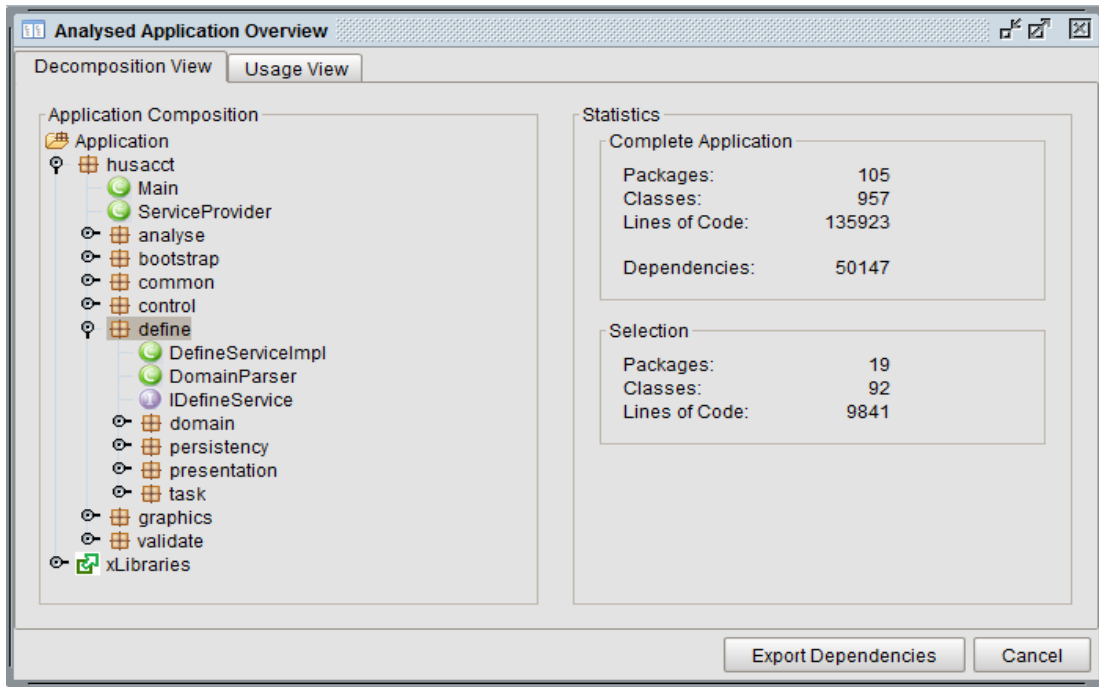 Analysed Application Overview
Decomposition View
Usage View
Application Composition
Application
husacct
C Main
C ServiceProvider
analyse
bootstrap
common
control
define
C DefineServiceImpl
C DomainParser
I IDefineService
domain
persistency
presentation
task
graphics
validate
xLibraries
Statistics
Complete Application
Packages: 105
Classes: 957
Lines of Code: 135923
Dependencies: 50147
Selection
Packages: 19
Classes: 92
Lines of Code: 9841
Export Dependencies
Cancel